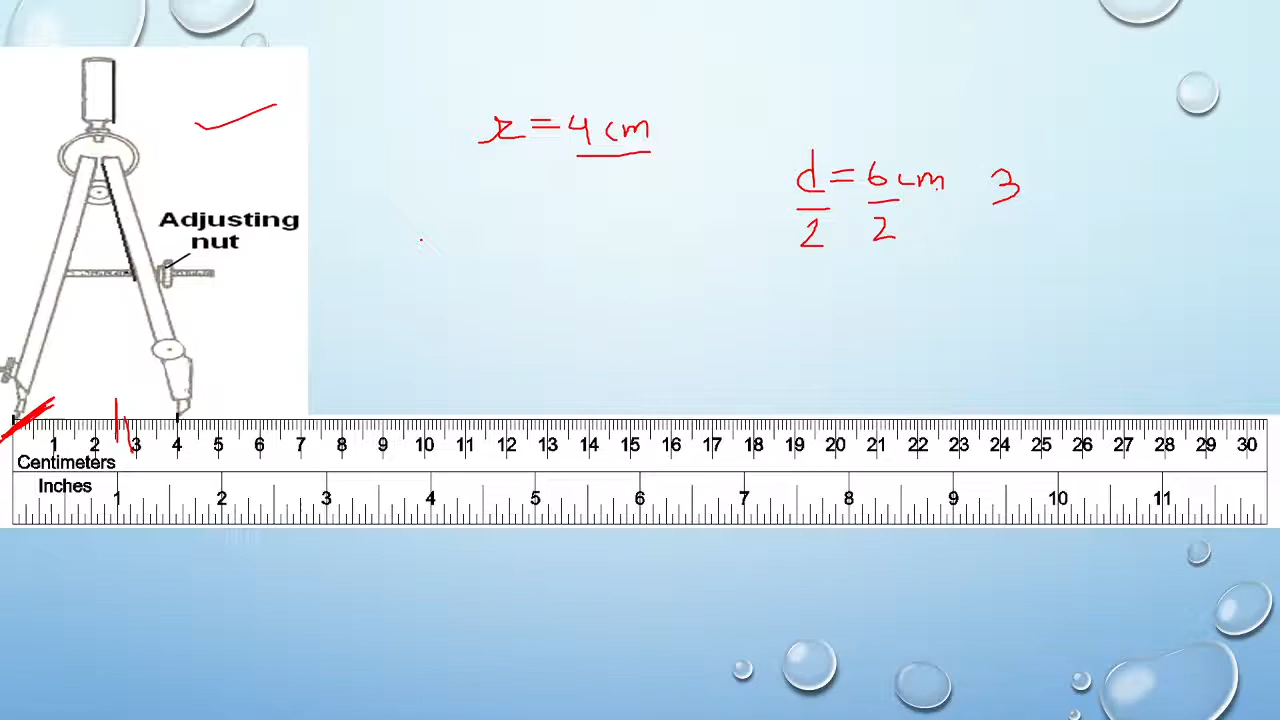 r = 4 cm
d = 6 cm 3
2 2
Adjusting
nut
1 2 3 4 5 6 7 8 9 10 11 12 13 14 15 16 17 18 19 20 21 22 23 24 25 26 27 28 29 30
Centimeters
Inches
1 2 3 4 5 6 7 8 9 10 11